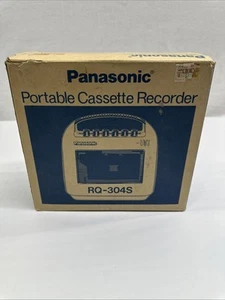 Panasonic®
Portable Cassette Recorder
RQ-304S